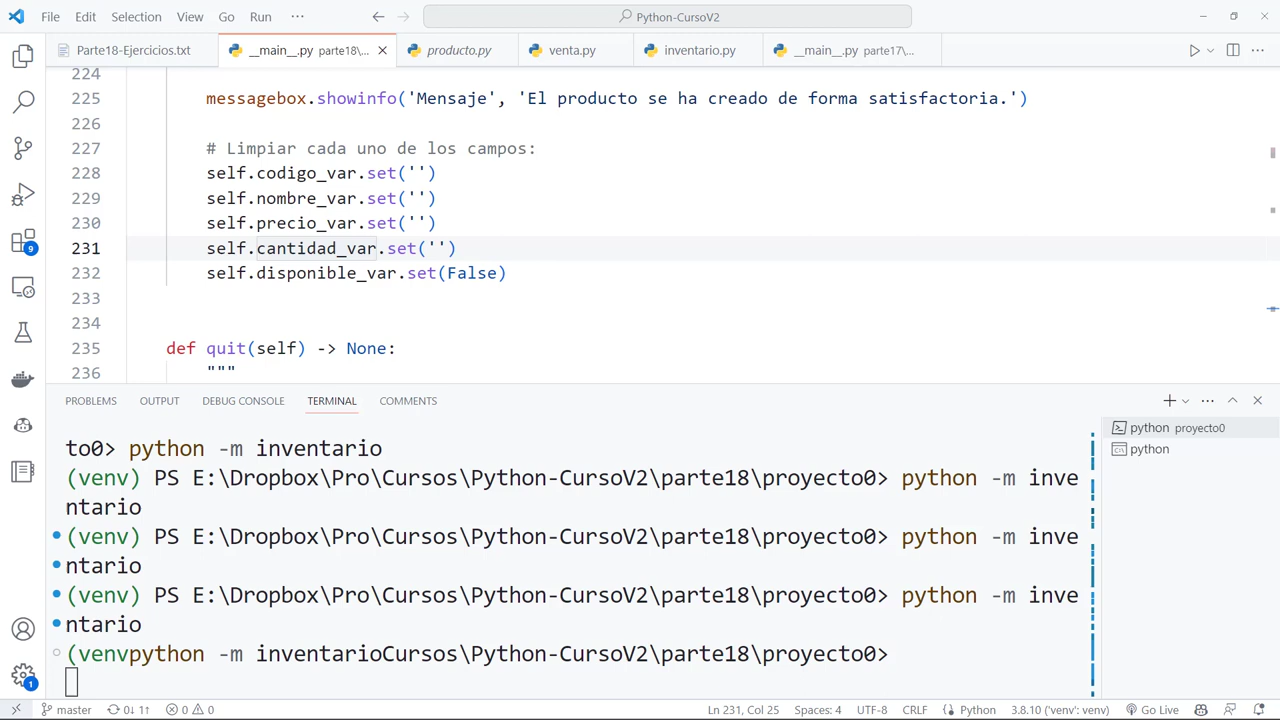 File Edit Selection View Go Run ··· Python-CursoV2
Parte18-Ejercicios.txt __main__.py parte18\... producto.py venta.py inventario.py __main__.py parte17\...
224
225 messagebox.showinfo('Mensaje', 'El producto se ha creado de forma satisfactoria.')
226
227 # Limpiar cada uno de los campos:
228 self.codigo_var.set('')
229 self.nombre_var.set('')
230 self.precio_var.set('')
231 self.cantidad_var.set('')
232 self.disponible_var.set(False)
233
234
235 def quit(self) -> None:
236 """
PROBLEMS OUTPUT DEBUG CONSOLE TERMINAL COMMENTS
to0> python -m inventario
(venv) PS E:\Dropbox\Pro\Cursos\Python-CursoV2\parte18\proyecto0> python -m inve
ntario
(venv) PS E:\Dropbox\Pro\Cursos\Python-CursoV2\parte18\proyecto0> python -m inve
ntario
(venv) PS E:\Dropbox\Pro\Cursos\Python-CursoV2\parte18\proyecto0> python -m inve
ntario
(venvpython -m inventarioCursos\Python-CursoV2\parte18\proyecto0>
python proyecto0
python
9
1
master 0↓ 1↑ 0 0 Ln 231, Col 25 Spaces: 4 UTF-8 CRLF Python 3.8.10 ('venv': venv) Go Live